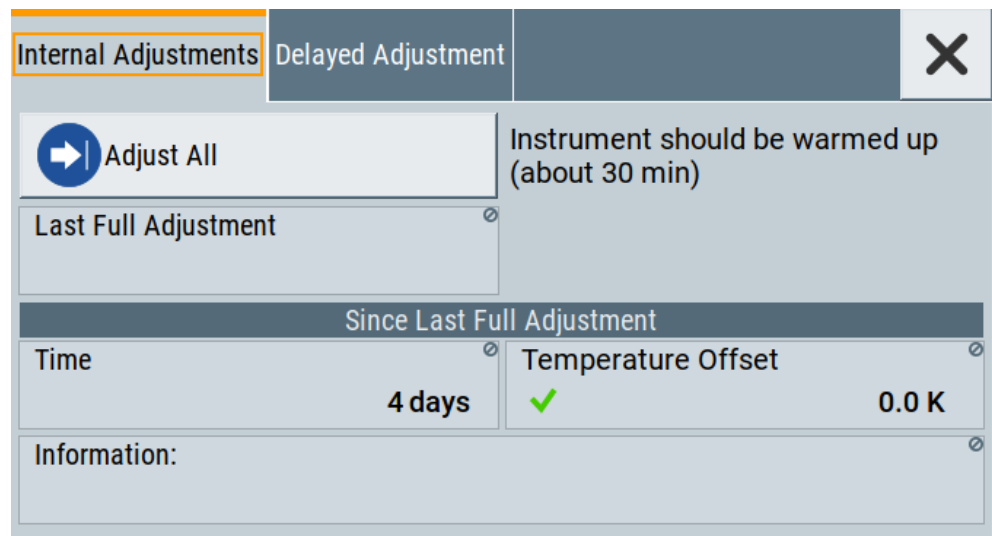 Internal Adjustments
Delayed Adjustment
Adjust All
Instrument should be warmed up
(about 30 min)
Last Full Adjustment
Since Last Full Adjustment
Time
4 days
Temperature Offset
0.0 K
Information: